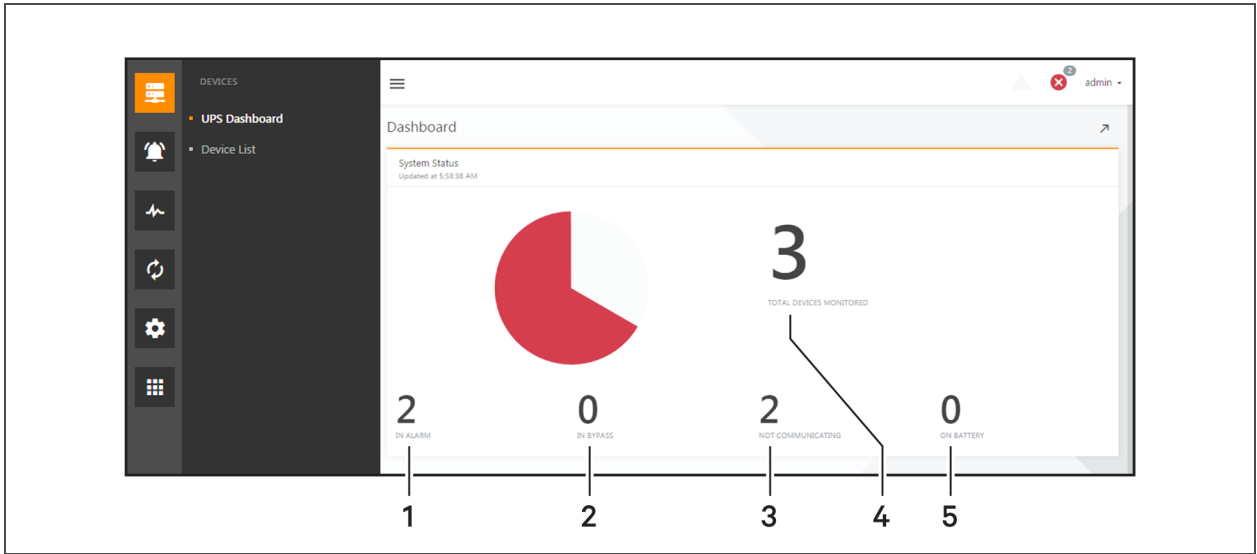 DEVICES
UPS Dashboard
Device List
2
admin
Dashboard
System Status
Updated at 5:58:38 AM
3
TOTAL DEVICES MONITORED
2
IN ALARM
0
IN BYPASS
2
NOT COMMUNICATING
0
ON BATTERY
1
2
3
4
5